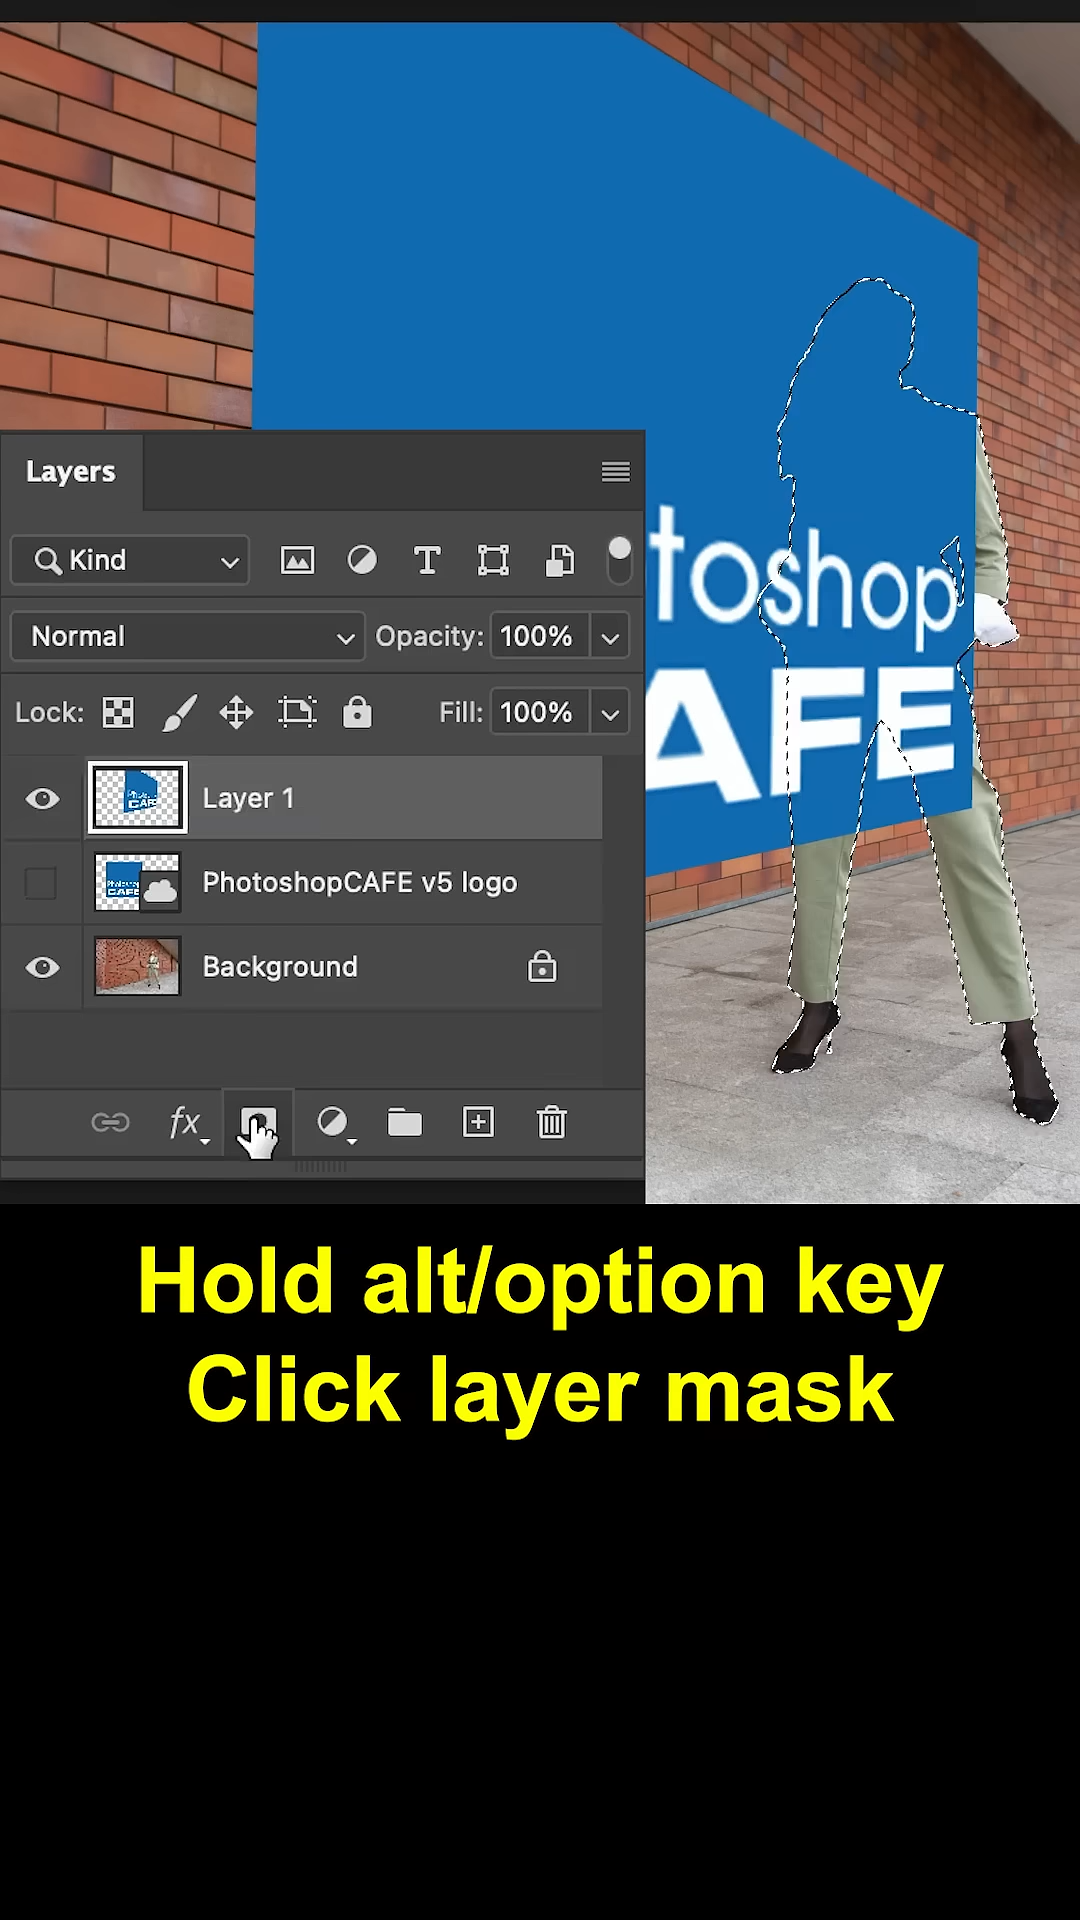 toshop
AFE
Layers
Kind
Normal
Opacity: 100%
Lock:
Fill: 100%
Layer 1
PhotoshopCAFE v5 logo
Background
fx
Hold alt/option key
Click layer mask